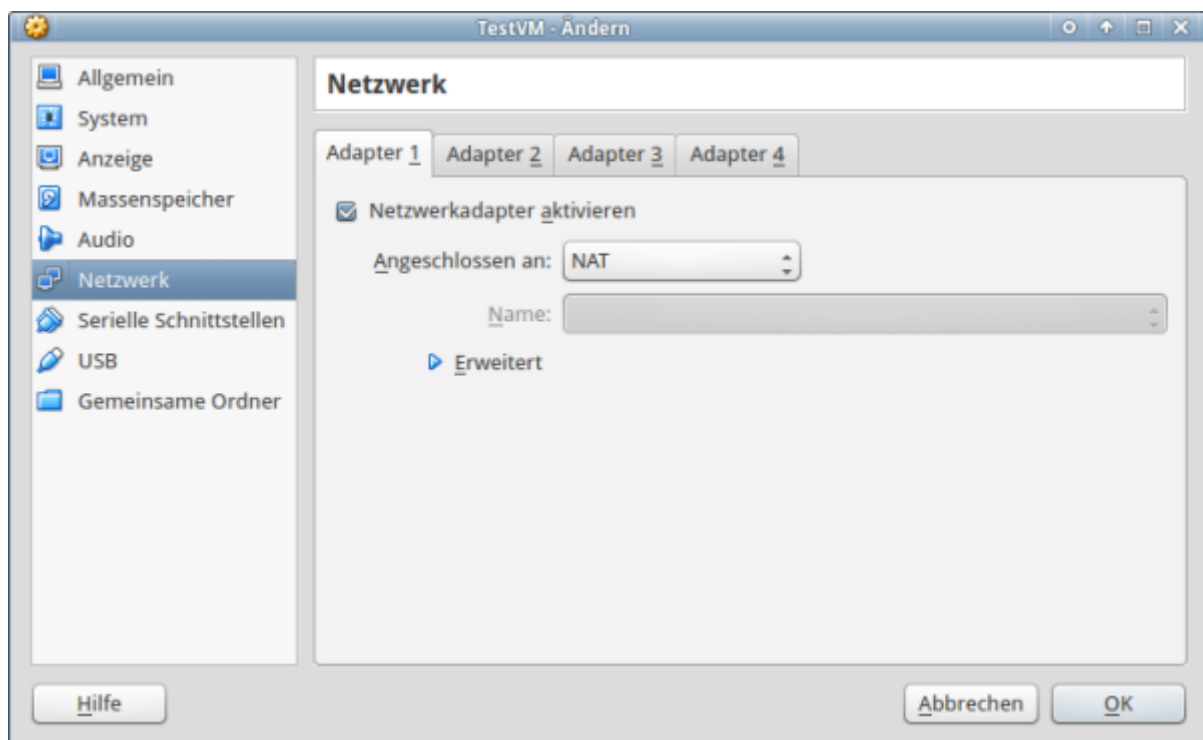 TestVM - Ändern
Allgemein
System
Anzeige
Massenspeicher
Audio
Netzwerk
Serielle Schnittstellen
USB
Gemeinsame Ordner
Netzwerk
Adapter 1 Adapter 2 Adapter 3 Adapter 4
Netzwerkadapter aktivieren
Angeschlossen an: NAT
Name:
Erweitert
Hilfe Abbrechen OK